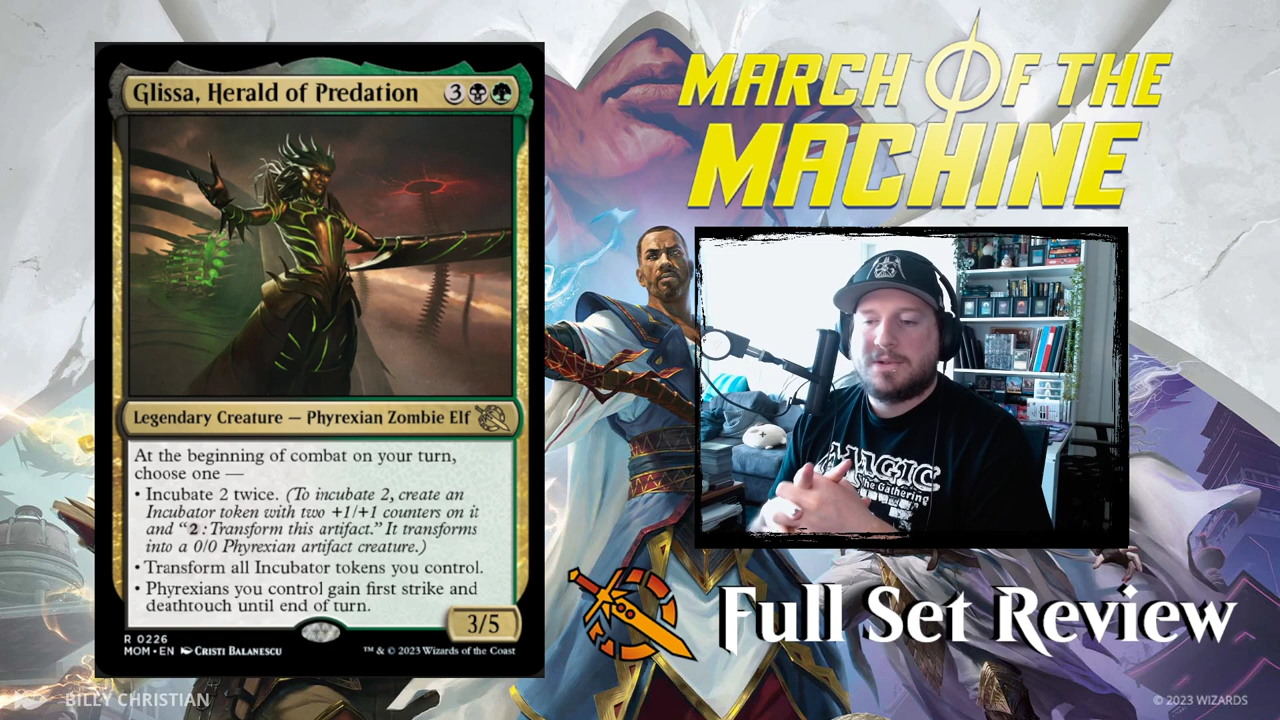 Glissa, Herald of Predation 3
Legendary Creature — Phyrexian Zombie Elf
At the beginning of combat on your turn,
choose one —
• Incubate 2 twice. (To incubate 2, create an
Incubator token with two +1/+1 counters on it
and “2: Transform this artifact.” It transforms
into a 0/0 Phyrexian artifact creature.)
• Transform all Incubator tokens you control.
• Phyrexians you control gain first strike and
deathtouch until end of turn.
3/5
R 0226
MOM • EN CRISTI BALANESCU
™ & © 2023 Wizards of the Coast
MARCH OF THE
MACHINE
MAGIC
The Gathering
Full Set Review
BILLY CHRISTIAN
© 2023 WIZARDS